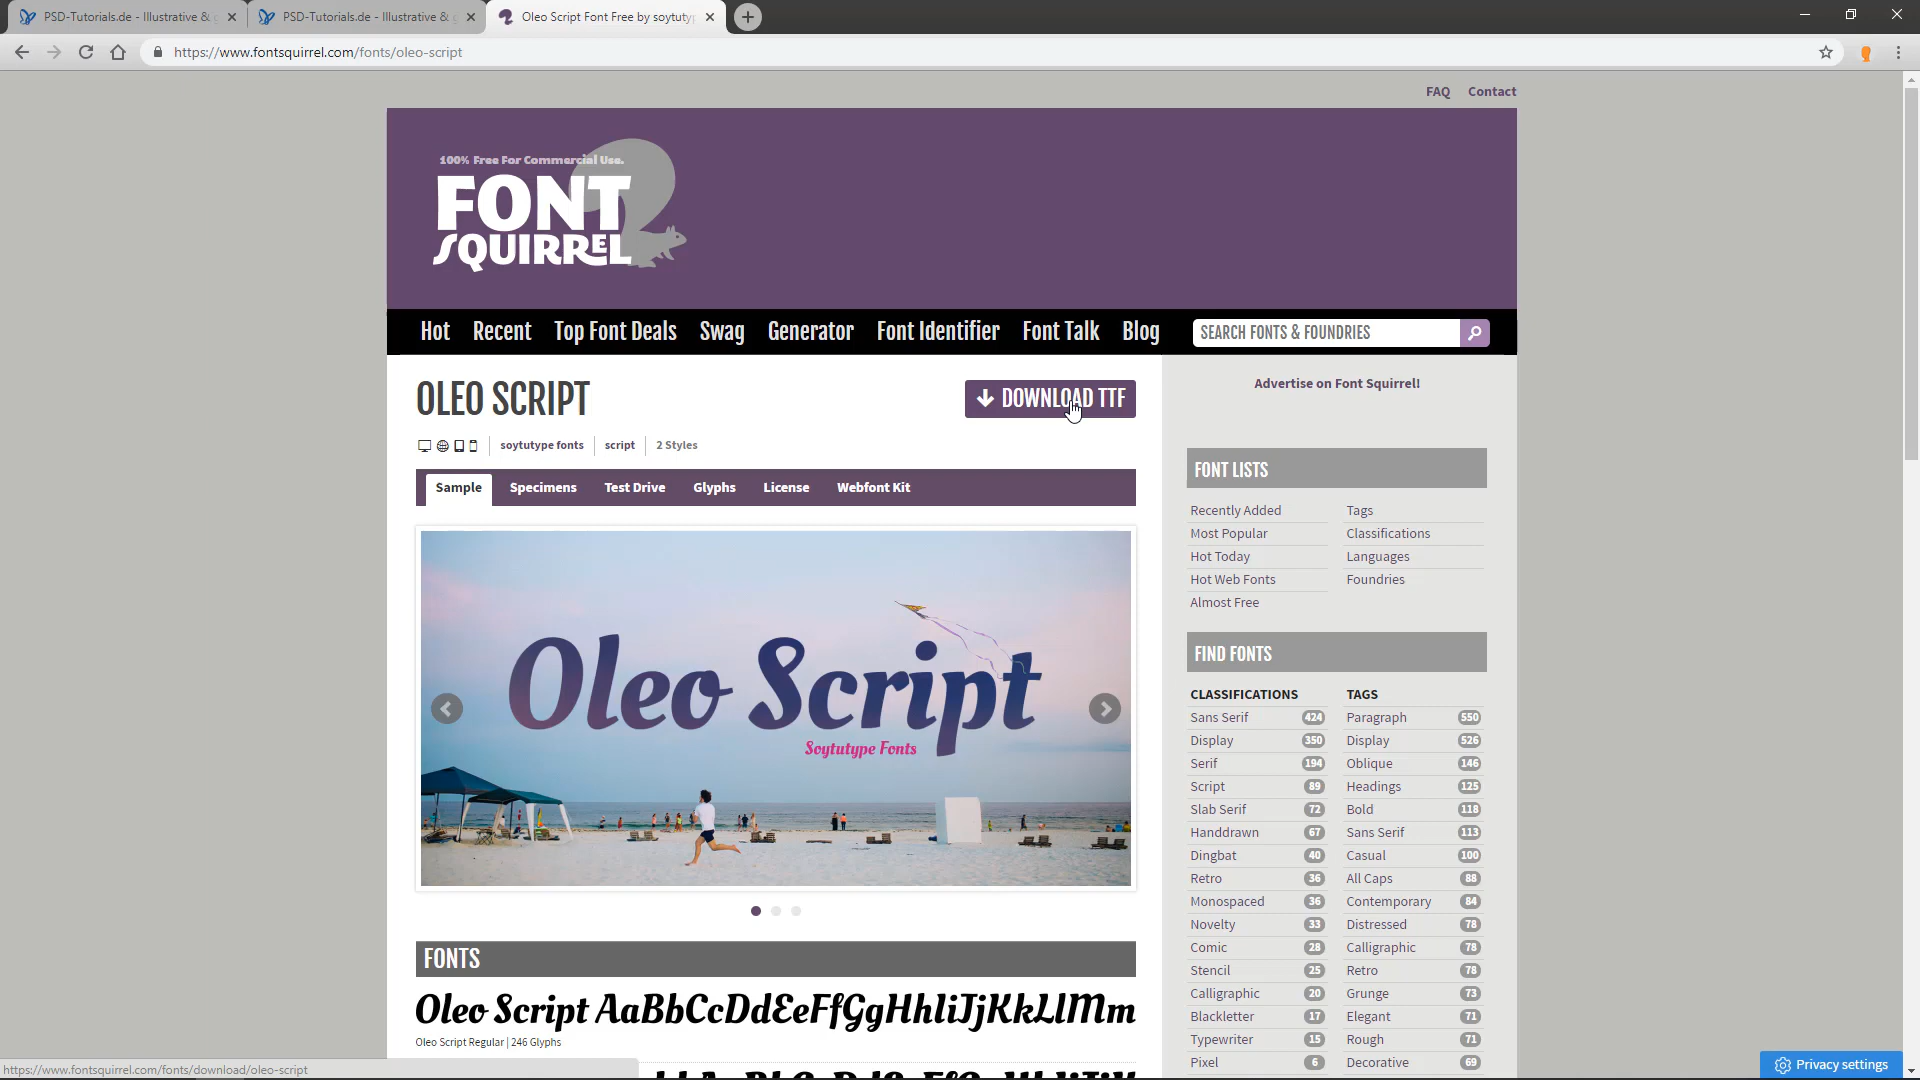 PSD-Tutorials.de - Illustrative &
PSD-Tutorials.de - Illustrative &
Oleo Script Font Free by soytuty
https://www.fontsquirrel.com/fonts/oleo-script
FAQ Contact
100% Free For Commercial Use.
FONT
SQUIRREL
Hot Recent Top Font Deals Swag Generator Font Identifier Font Talk Blog SEARCH FONTS & FOUNDRIES
OLEO SCRIPT
DOWNLOAD TTF
Advertise on Font Squirrel!
soytutype fonts script 2 Styles
Sample Specimens Test Drive Glyphs License Webfont Kit
Oleo Script
Soytutype Fonts
FONTS
Oleo Script AaBbCcDdEeFfGgHhIiJjKkLlMm
Oleo Script Regular | 246 Glyphs
FONT LISTS
Recently Added Tags
Most Popular Classifications
Hot Today Languages
Hot Web Fonts Foundries
Almost Free
FIND FONTS
CLASSIFICATIONS TAGS
Sans Serif 424 Paragraph 550
Display 350 Display 526
Serif 194 Oblique 146
Script 89 Headings 125
Slab Serif 72 Bold 118
Handdrawn 67 Sans Serif 113
Dingbat 40 Casual 100
Retro 36 All Caps 88
Monospaced 36 Contemporary 84
Novelty 33 Distressed 78
Comic 28 Calligraphic 78
Stencil 25 Retro 78
Calligraphic 20 Grunge 73
Blackletter 17 Elegant 71
Typewriter 15 Rough 71
Pixel 6 Decorative 69
https://www.fontsquirrel.com/fonts/download/oleo-script
Privacy settings